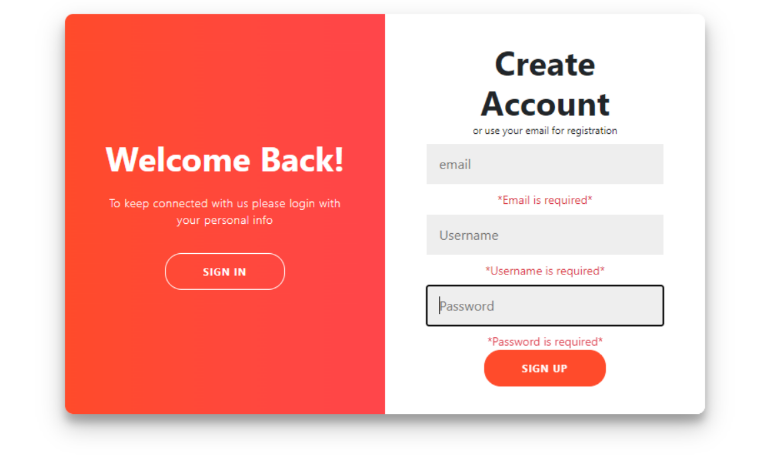 Welcome Back!
To keep connected with us please login with
your personal info
SIGN IN
Create
Account
or use your email for registration
email
*Email is required*
Username
*Username is required*
Password
*Password is required*
SIGN UP